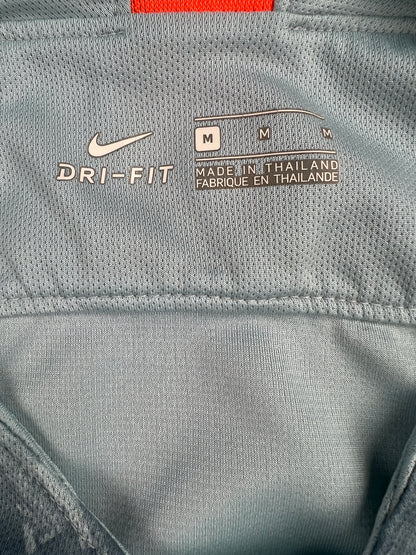 DRI-FIT
M M M
MADE IN THAILAND
FABRIQUE EN THAILANDE